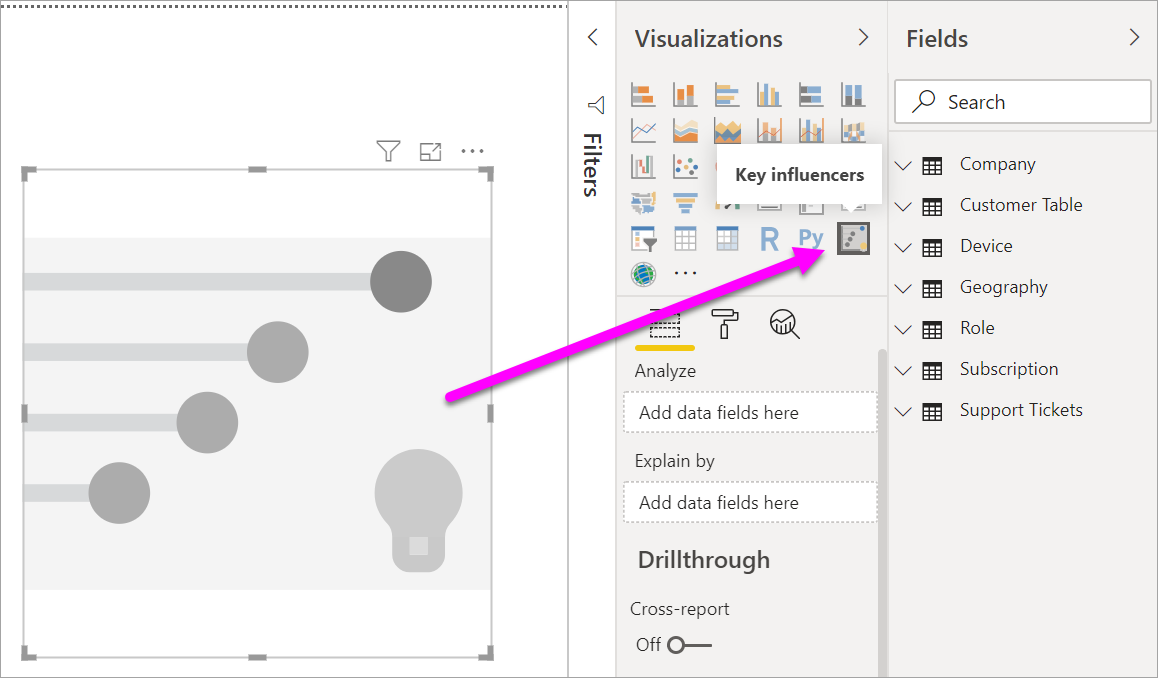 Visualizations
Fields
Search
Filters
Key influencers
R
Py
Company
Customer Table
Device
Geography
Role
Subscription
Support Tickets
Analyze
Add data fields here
Explain by
Add data fields here
Drillthrough
Cross-report
Off